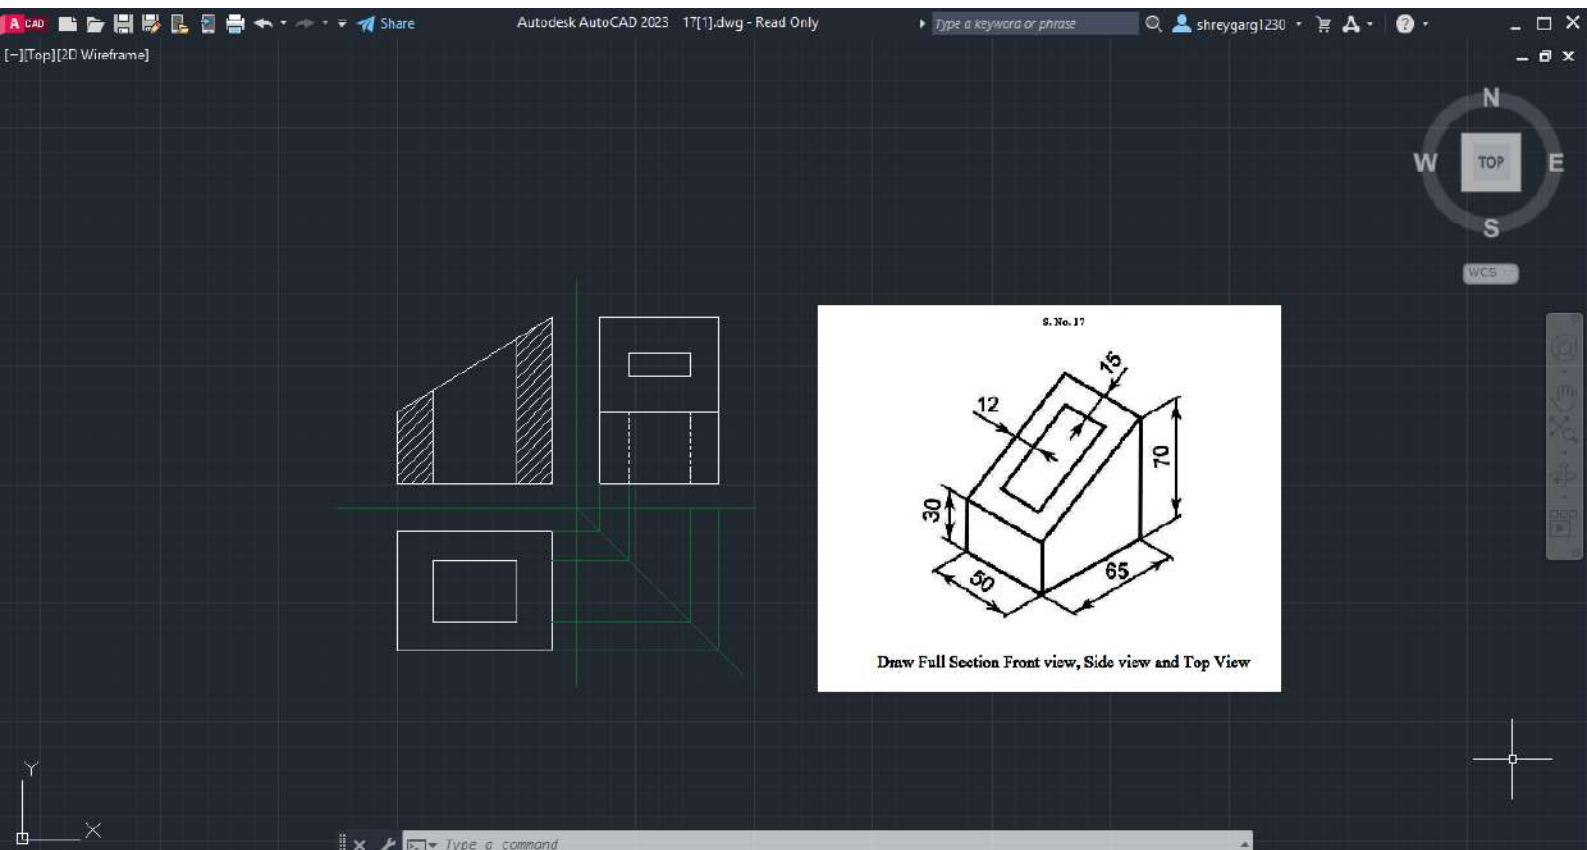 A CAD Share Autodesk AutoCAD 2023 17[1].dwg - Read Only Type a keyword or phrase shreygarg1230 ?
[−][Top][2D Wireframe]
N
W TOP E
S
WCS
S. No. 17
15
12
70
30
50
65
Draw Full Section Front view, Side view and Top View
Y
X
Type a command